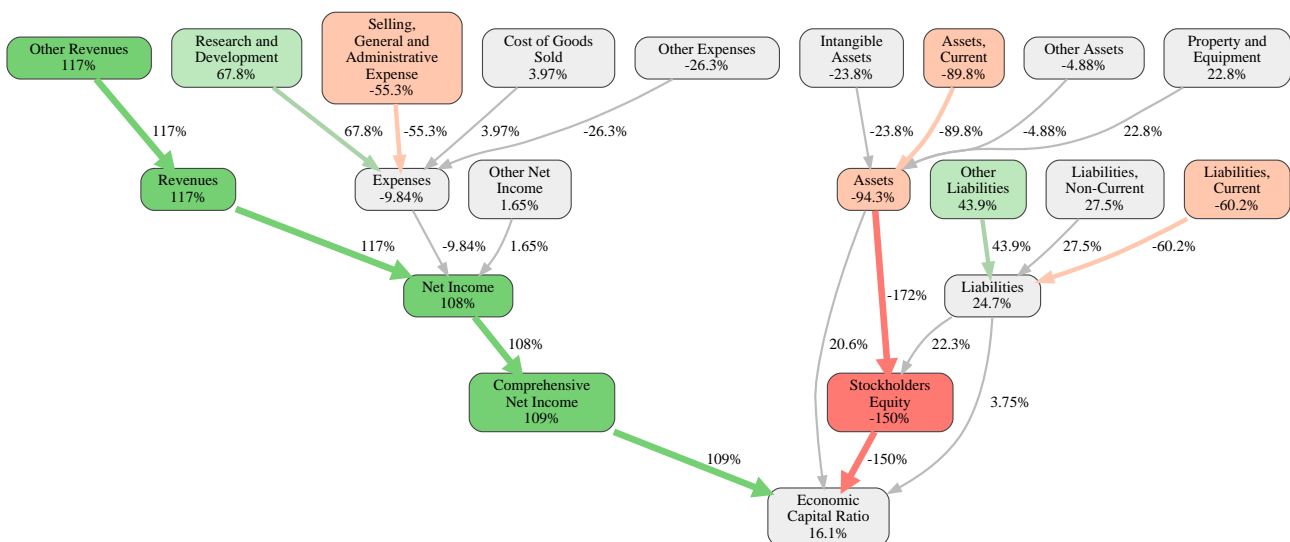 Other Revenues
117%
Research and
Development
67.8%
Selling,
General and
Administrative
Expense
-55.3%
Cost of Goods
Sold
3.97%
Other Expenses
-26.3%
Intangible
Assets
-23.8%
Assets,
Current
-89.8%
Other Assets
-4.88%
Property and
Equipment
22.8%
117%
67.8%
-55.3%
3.97%
-26.3%
-23.8%
-89.8%
-4.88%
22.8%
Revenues
117%
Expenses
-9.84%
Other Net
Income
1.65%
Assets
-94.3%
Other
Liabilities
43.9%
Liabilities,
Non-Current
27.5%
Liabilities,
Current
-60.2%
117%
-9.84%
1.65%
43.9%
27.5%
-60.2%
Net Income
108%
-172%
Liabilities
24.7%
108%
20.6%
22.3%
Comprehensive
Net Income
109%
Stockholders
Equity
-150%
3.75%
109%
-150%
Economic
Capital Ratio
16.1%